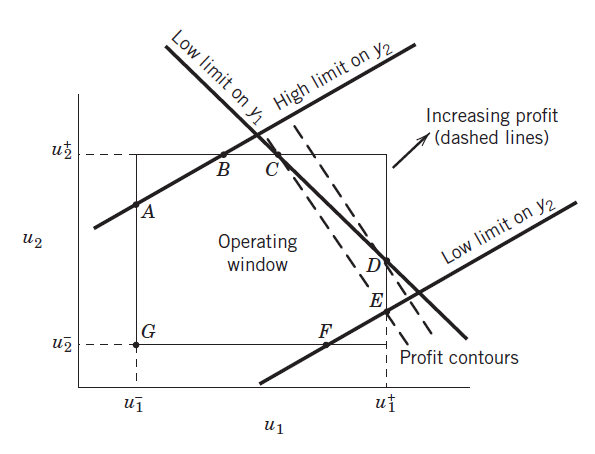 Low limit on y₁
High limit on y₂
Increasing profit
(dashed lines)
u₂⁺
B
C
A
Low limit on y₂
u₂
Operating
window
D
E
G
F
u₂⁻
Profit contours
u₁⁻
u₁⁺
u₁